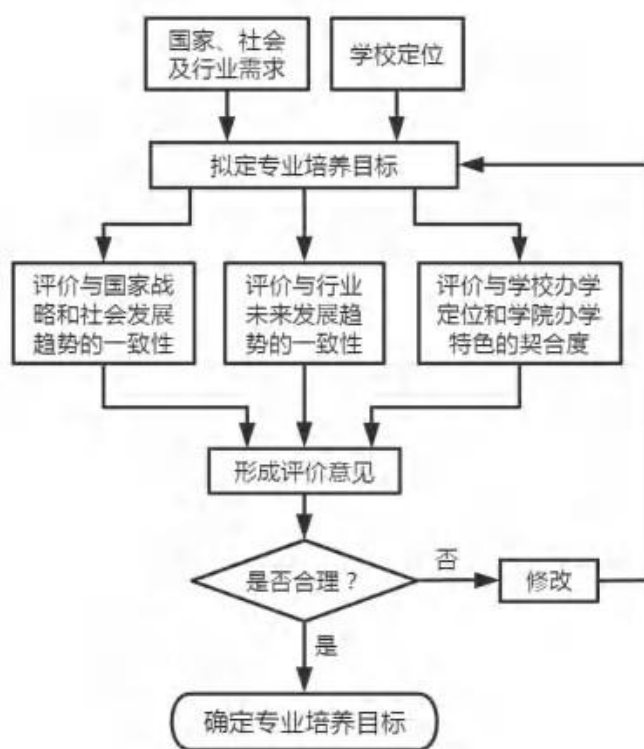 国家、社会
及行业需求
学校定位
拟定专业培养目标
评价与国家战
略和社会发展
趋势的一致性
评价与行业
未来发展趋
势的一致性
评价与学校办学
定位和学院办学
特色的契合度
形成评价意见
是否合理？
否
修改
是
确定专业培养目标